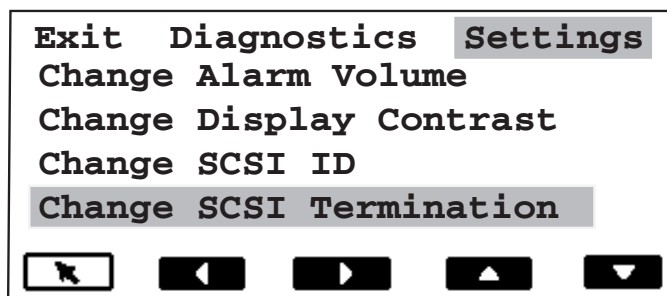 Exit Diagnostics Settings
Change Alarm Volume
Change Display Contrast
Change SCSI ID
Change SCSI Termination